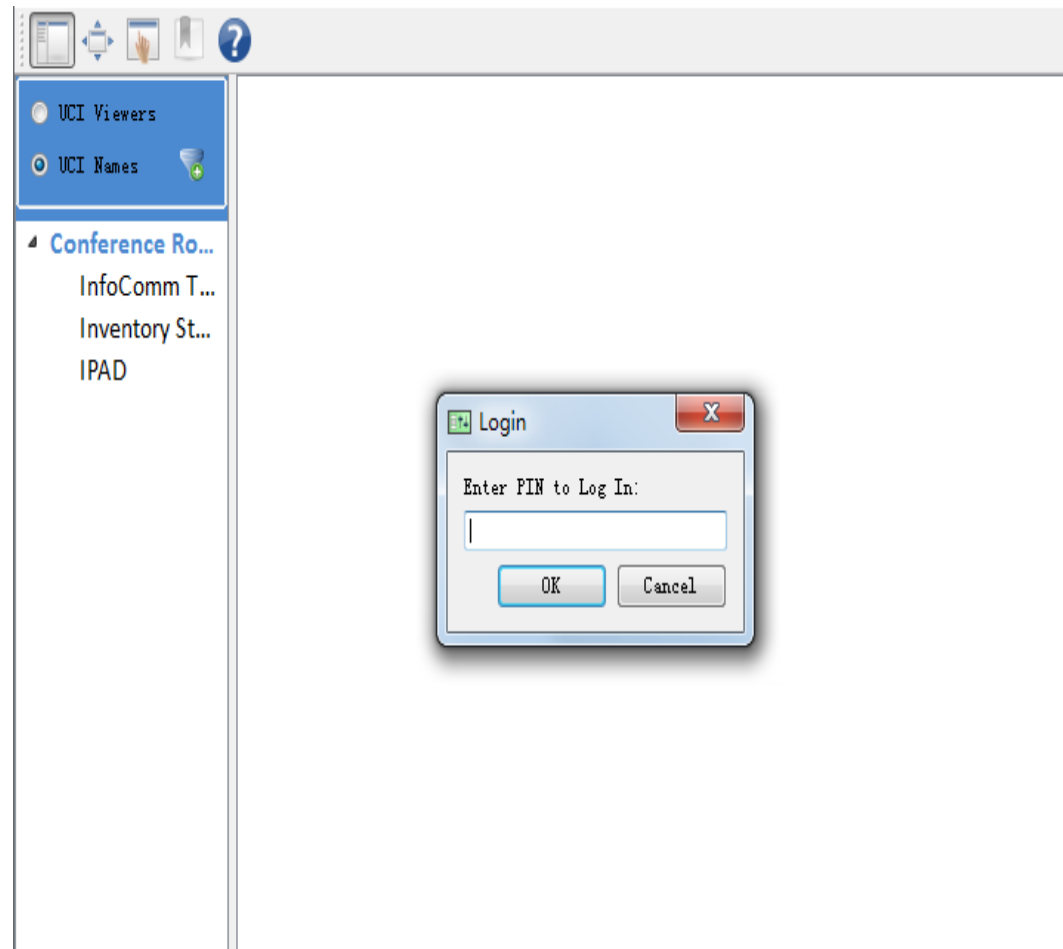 UCI Viewers
UCI Names
Conference Ro...
InfoComm T...
Inventory St...
IPAD
Login
Enter PIN to Log In:
OK
Cancel